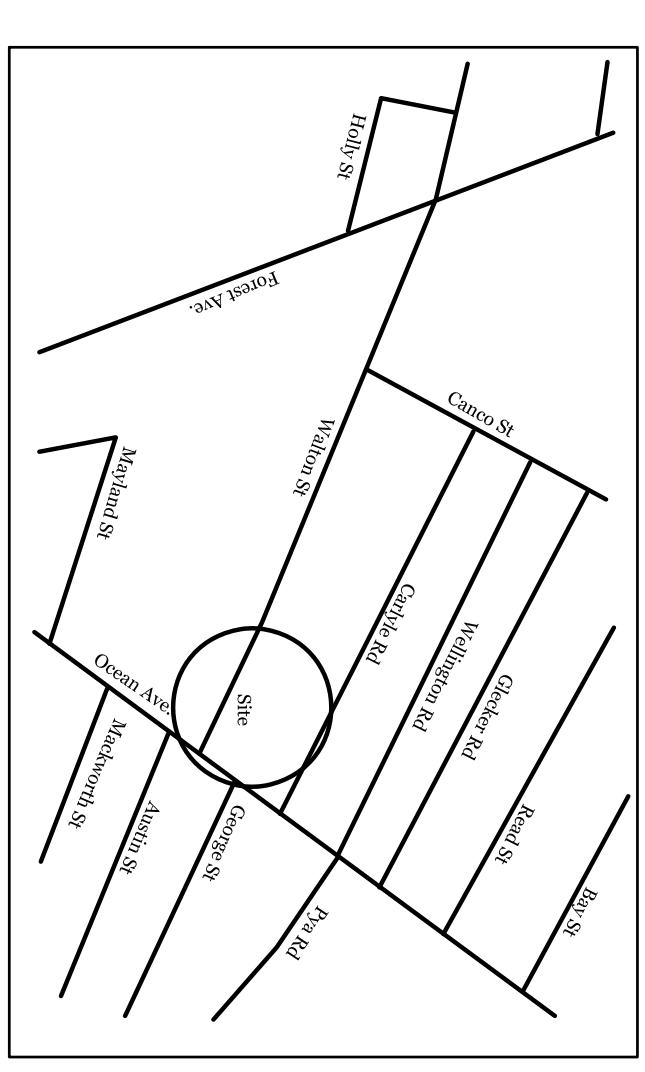 Holly St
Forest Ave.
Canco St
Walton St
Mayland St
Carlyle Rd
Wellington Rd
Glecker Rd
Ocean Ave.
Site
Mackworth St
Austin St
George St
Read St
Bay St
Pya Rd